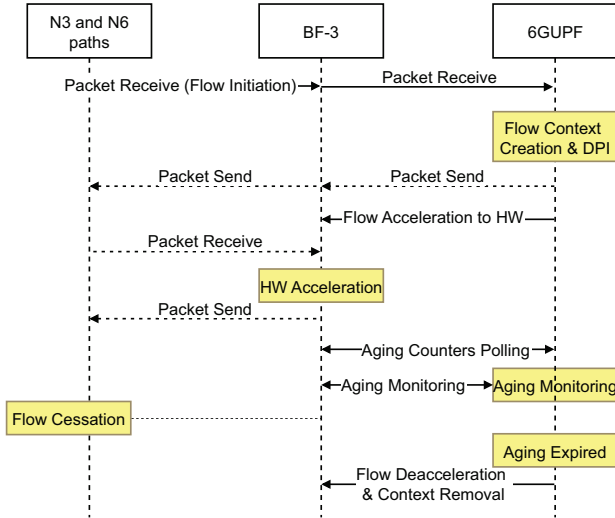 N3 and N6
paths
BF-3
6GUPF
Packet Receive (Flow Initiation)
Packet Receive
Flow Context
Creation & DPI
Packet Send
Packet Send
Flow Acceleration to HW
Packet Receive
HW Acceleration
Packet Send
Aging Counters Polling
Aging Monitoring
Aging Monitoring
Flow Cessation
Aging Expired
Flow Deacceleration
& Context Removal